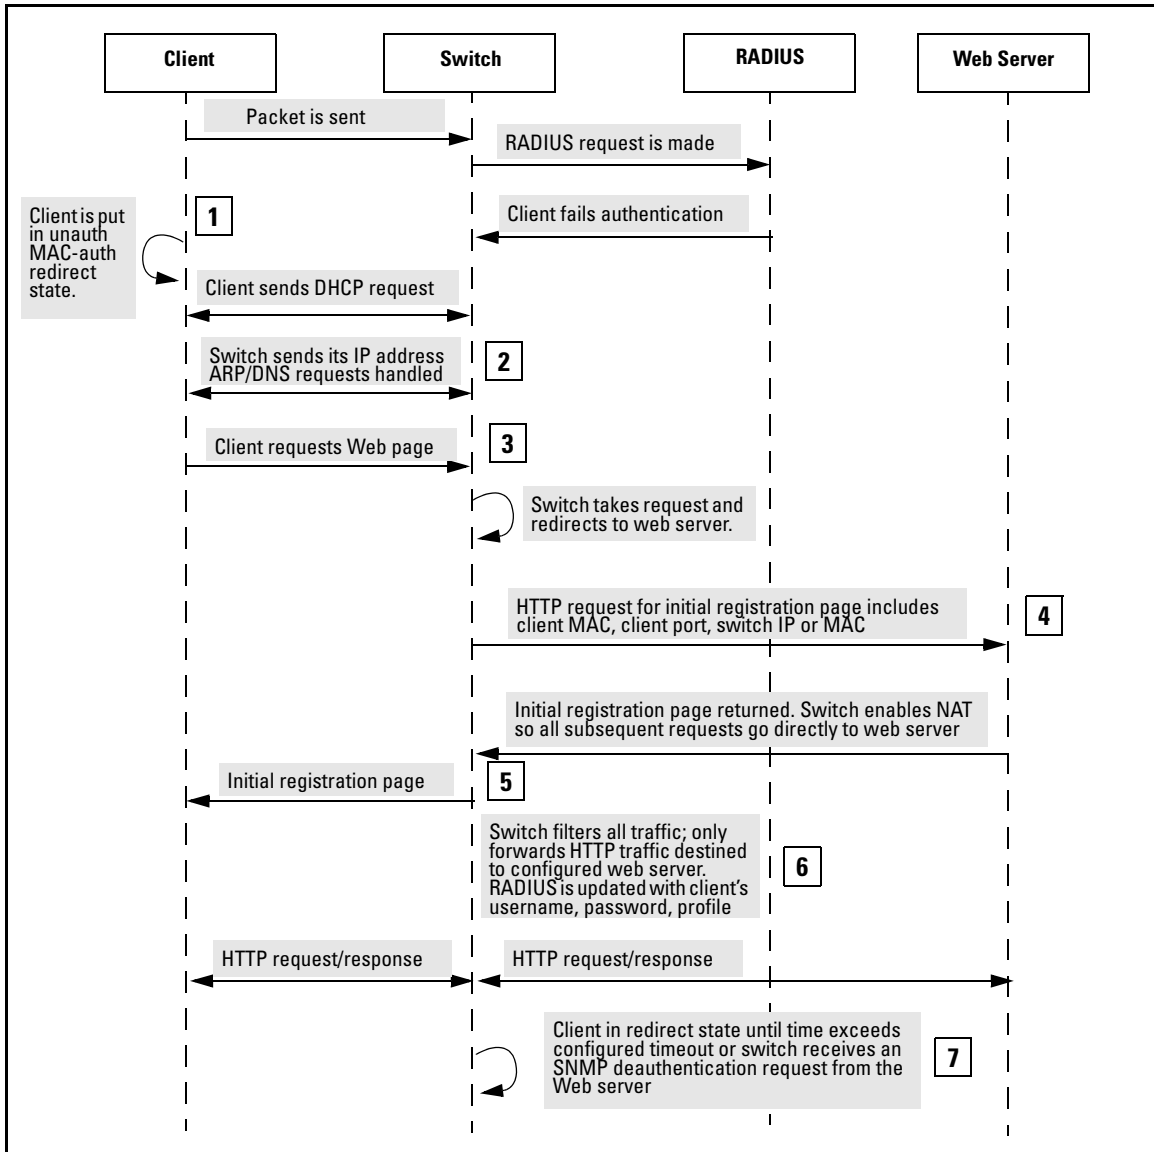 Client
Switch
RADIUS
Web Server
Packet is sent
RADIUS request is made
Client is put
in unauth
MAC-auth
redirect
state.
1
Client fails authentication
Client sends DHCP request
Switch sends its IP address
ARP/DNS requests handled
2
Client requests Web page
3
Switch takes request and
redirects to web server.
HTTP request for initial registration page includes
client MAC, client port, switch IP or MAC
4
Initial registration page returned. Switch enables NAT
so all subsequent requests go directly to web server
Initial registration page
5
Switch filters all traffic; only
forwards HTTP traffic destined
to configured web server.
RADIUS is updated with client's
username, password, profile
6
HTTP request/response
HTTP request/response
Client in redirect state until time exceeds
configured timeout or switch receives an
SNMP deauthentication request from the
Web server
7